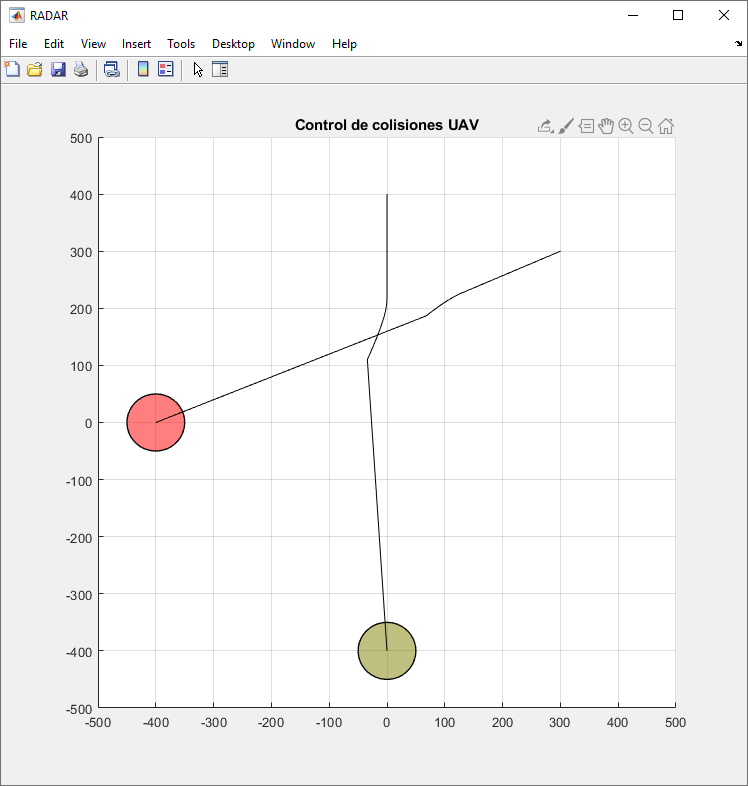 RADAR
File Edit View Insert Tools Desktop Window Help
Control de colisiones UAV
500
400
300
200
100
0
-100
-200
-300
-400
-500
-500 -400 -300 -200 -100 0 100 200 300 400 500